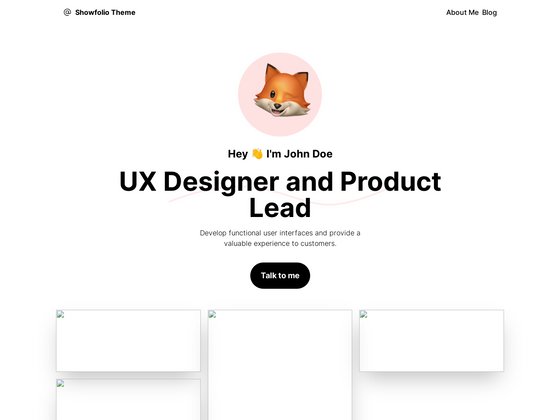 @ Showfolio Theme
About Me Blog
Hey 👋 I'm John Doe
UX Designer and Product
Lead
Develop functional user interfaces and provide a
valuable experience to customers.
Talk to me